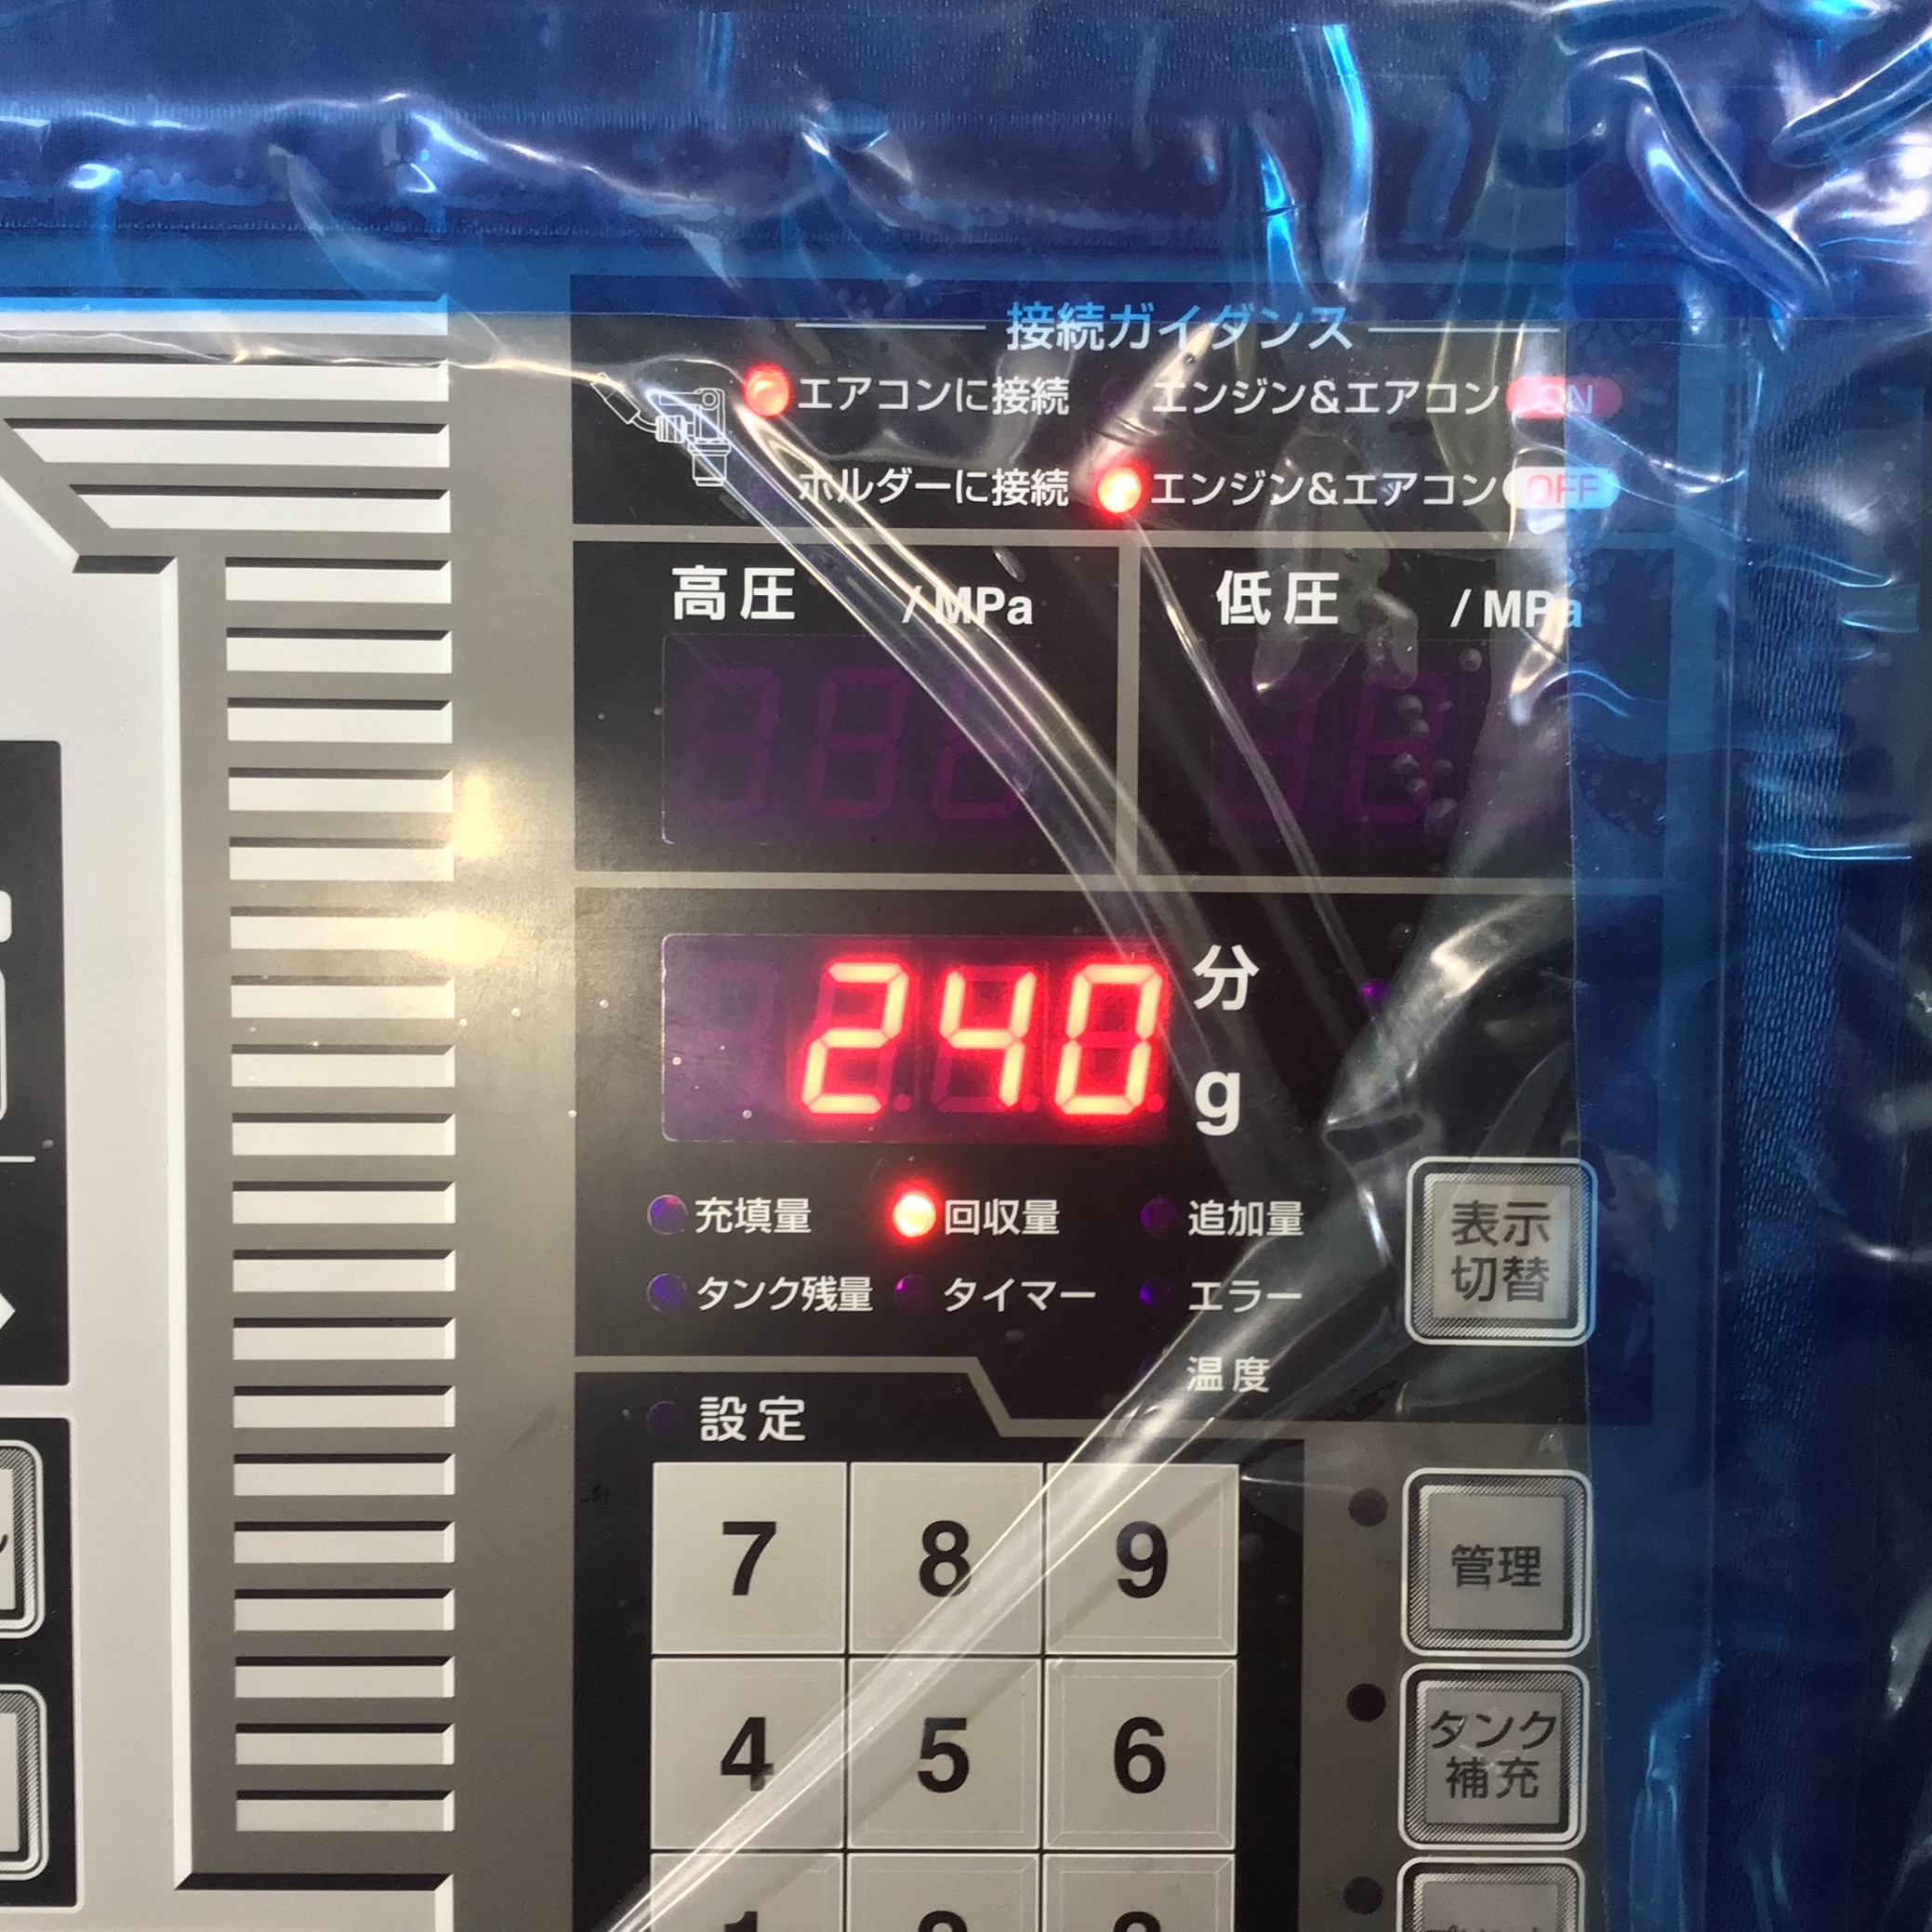 接続ガイダンス
エアコンに接続 エンジン&エアコン ON
ホルダーに接続 エンジン&エアコン OFF
高圧 /MPa 低圧 /MPa
240 分
g
充填量 回収量 追加量
タンク残量 タイマー エラー
温度
表示
切替
設定
7 8 9
管理
4 5 6
タンク
補充